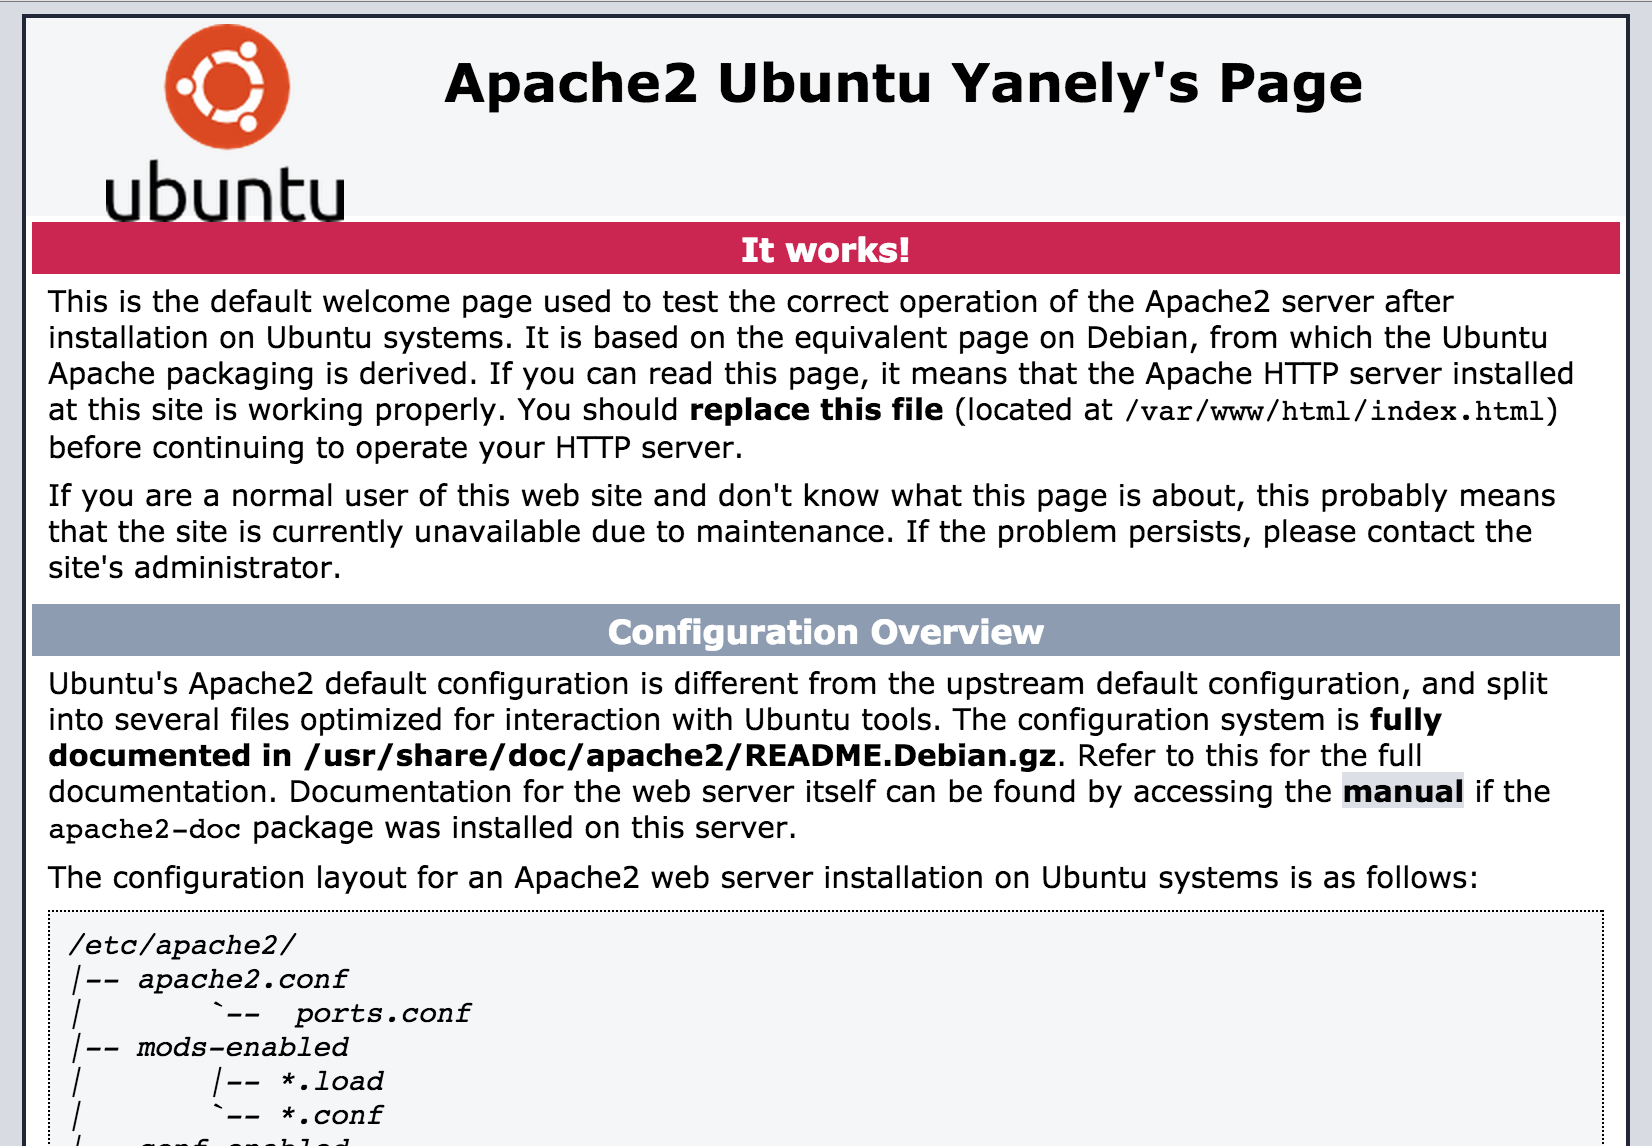 ubuntu
Apache2 Ubuntu Yanely's Page
It works!
This is the default welcome page used to test the correct operation of the Apache2 server after
installation on Ubuntu systems. It is based on the equivalent page on Debian, from which the Ubuntu
Apache packaging is derived. If you can read this page, it means that the Apache HTTP server installed
at this site is working properly. You should replace this file (located at /var/www/html/index.html)
before continuing to operate your HTTP server.
If you are a normal user of this web site and don't know what this page is about, this probably means
that the site is currently unavailable due to maintenance. If the problem persists, please contact the
site's administrator.
Configuration Overview
Ubuntu's Apache2 default configuration is different from the upstream default configuration, and split
into several files optimized for interaction with Ubuntu tools. The configuration system is fully
documented in /usr/share/doc/apache2/README.Debian.gz. Refer to this for the full
documentation. Documentation for the web server itself can be found by accessing the manual if the
apache2-doc package was installed on this server.
The configuration layout for an Apache2 web server installation on Ubuntu systems is as follows:
/etc/apache2/
|-- apache2.conf
|       `--  ports.conf
|-- mods-enabled
|       |-- *.load
|       `-- *.conf
|-- conf-enabled